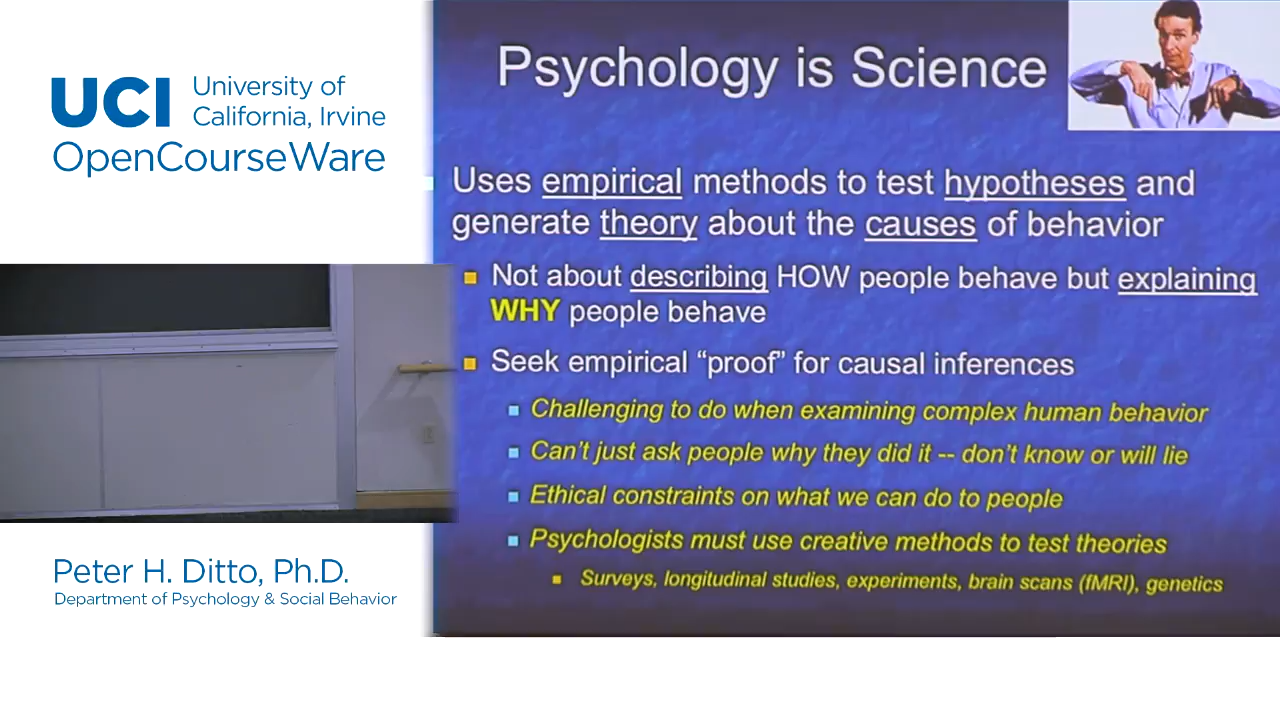 UCI University of
California, Irvine
OpenCourseWare
Psychology is Science
Uses empirical methods to test hypotheses and
generate theory about the causes of behavior
Not about describing HOW people behave but explaining
WHY people behave
Seek empirical “proof” for causal inferences
Challenging to do when examining complex human behavior
Can’t just ask people why they did it -- don’t know or will lie
Ethical constraints on what we can do to people
Psychologists must use creative methods to test theories
Surveys, longitudinal studies, experiments, brain scans (fMRI), genetics
Peter H. Ditto, Ph.D.
Department of Psychology & Social Behavior